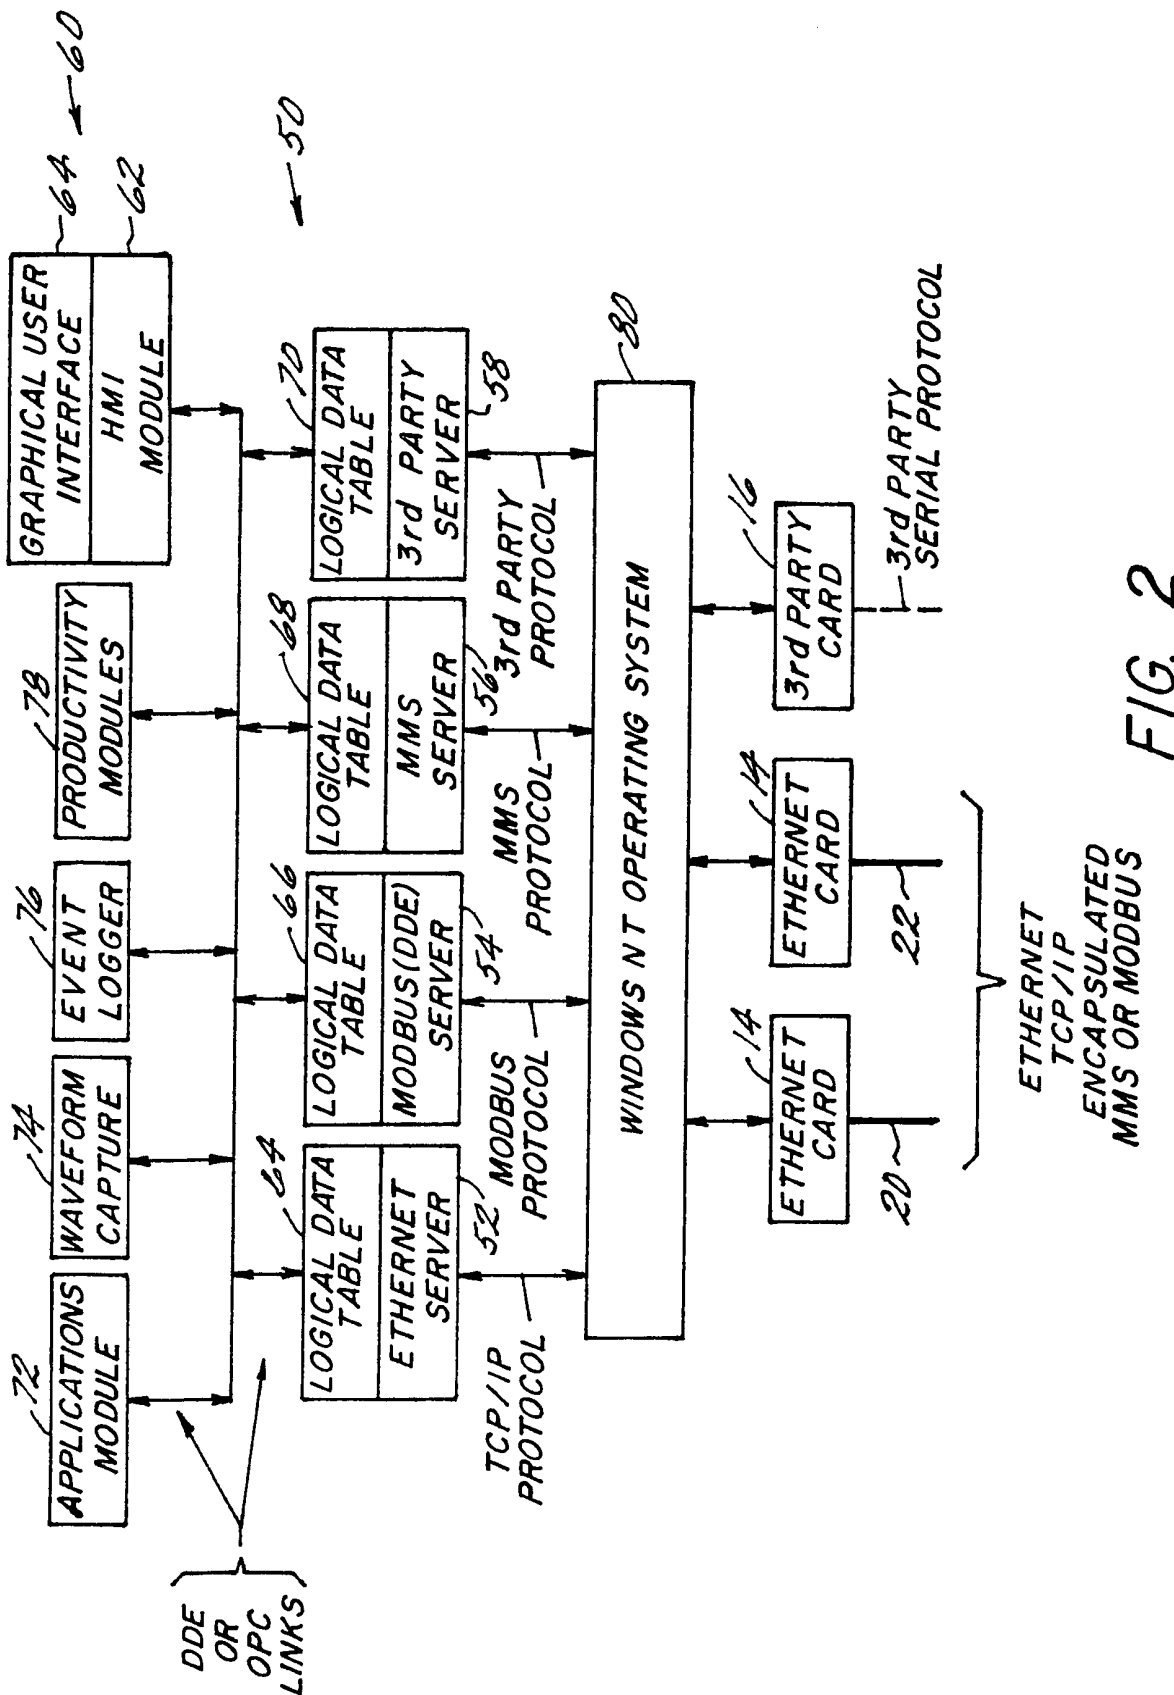 60
64
GRAPHICAL USER
INTERFACE
HMI
MODULE
62
78
PRODUCTIVITY
MODULES
76
EVENT
LOGGER
74
WAVEFORM
CAPTURE
72
APPLICATIONS
MODULE
DDE
OR
OPC
LINKS
50
64
LOGICAL DATA
TABLE
ETHERNET
SERVER
52
66
LOGICAL DATA
TABLE
MODBUS(DDE)
SERVER
54
68
LOGICAL DATA
TABLE
MMS
SERVER
56
70
LOGICAL DATA
TABLE
3rd PARTY
SERVER
58
TCP/IP
PROTOCOL
MODBUS
PROTOCOL
MMS
PROTOCOL
3rd PARTY
PROTOCOL
WINDOWS NT OPERATING SYSTEM
80
14
ETHERNET
CARD
20
14
ETHERNET
CARD
22
16
3rd PARTY
CARD
3rd PARTY
SERIAL PROTOCOL
ETHERNET
TCP/IP
ENCAPSULATED
MMS OR MODBUS
FIG. 2